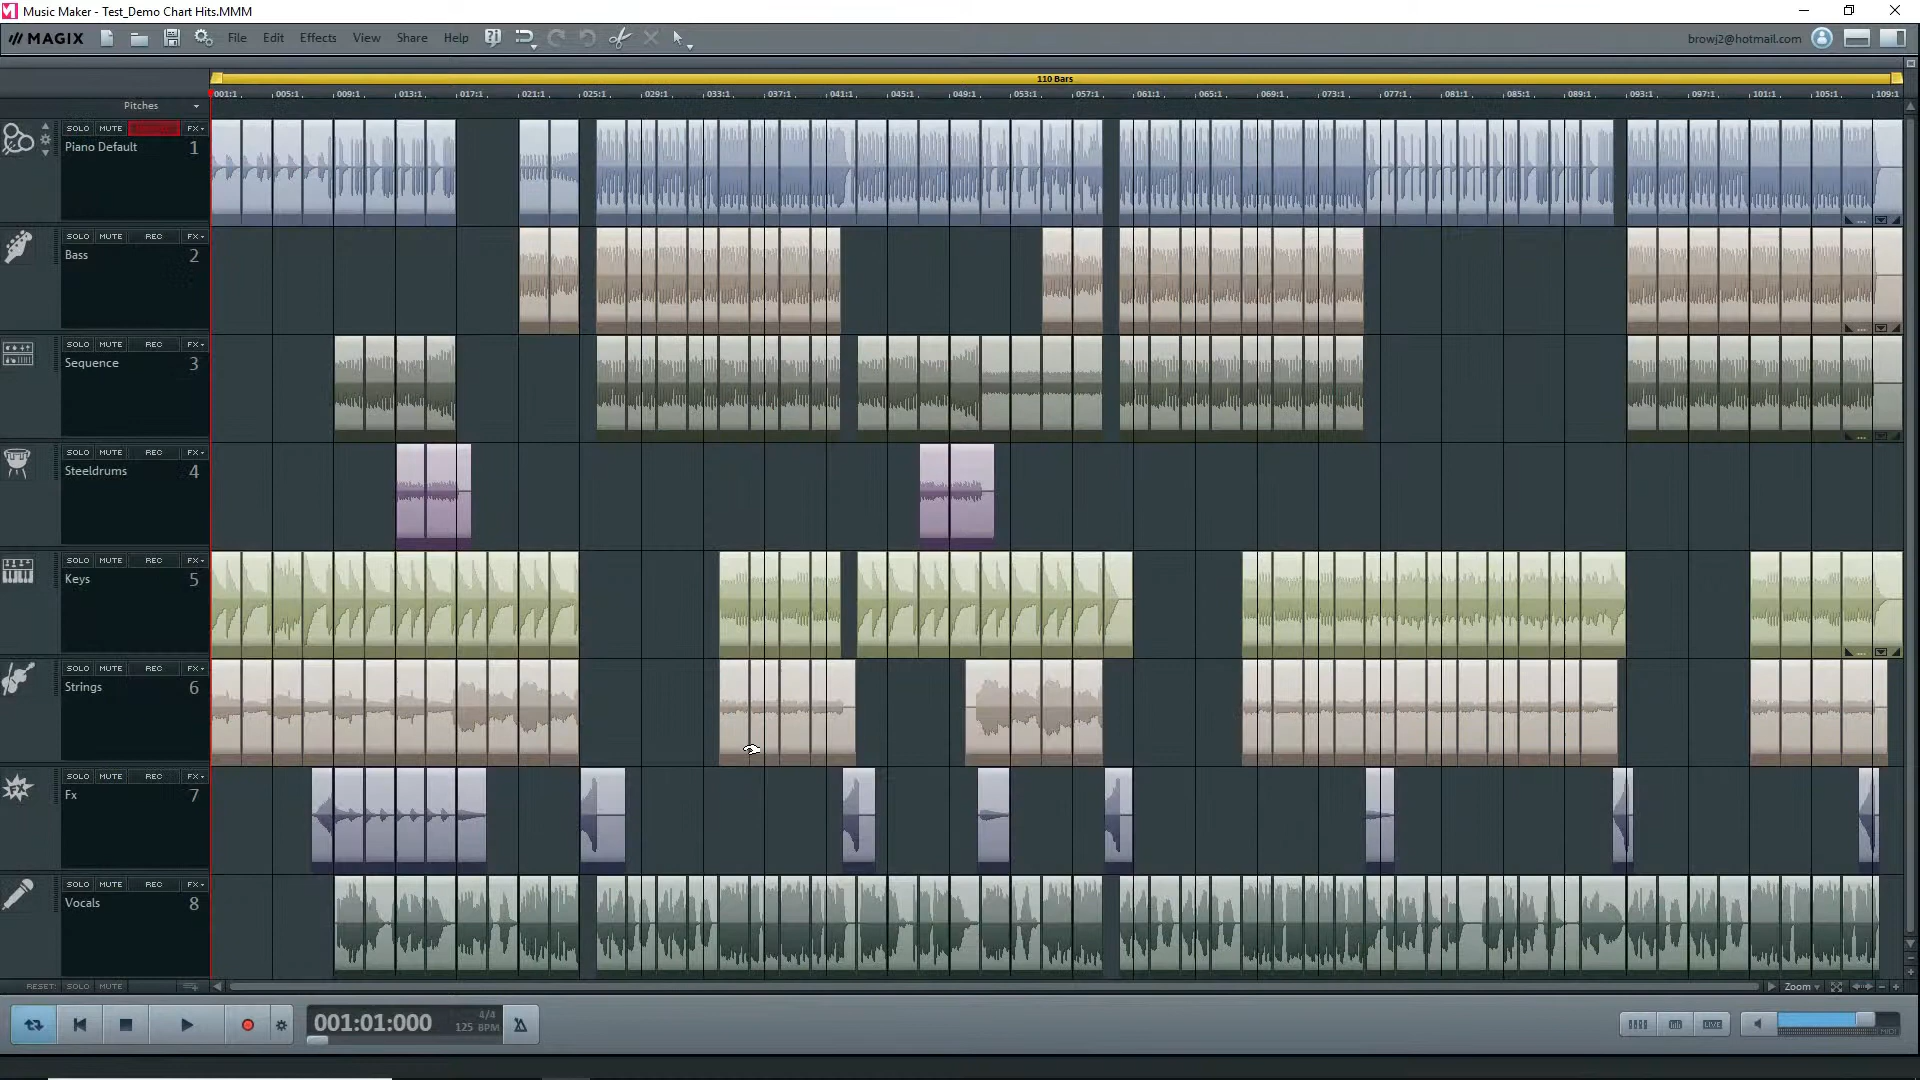 Music Maker - Test_Demo Chart Hits.MMM
MAGIX File Edit Effects View Share Help browj2@hotmail.com
110 Bars
001:1 005:1 009:1 013:1 017:1 021:1 025:1 029:1 033:1 037:1 041:1 045:1 049:1 053:1 057:1 061:1 065:1 069:1 073:1 077:1 081:1 085:1 089:1 093:1 097:1 101:1 105:1 109:1
Pitches
SOLO MUTE FX
Piano Default 1
SOLO MUTE REC FX
Bass 2
SOLO MUTE REC FX
Sequence 3
SOLO MUTE REC FX
Steeldrums 4
SOLO MUTE REC FX
Keys 5
SOLO MUTE REC FX
Strings 6
SOLO MUTE REC FX
Fx 7
SOLO MUTE REC FX
Vocals 8
RESET: SOLO MUTE Zoom
001:01:000 4/4
125 BPM
LIVE
MIDI